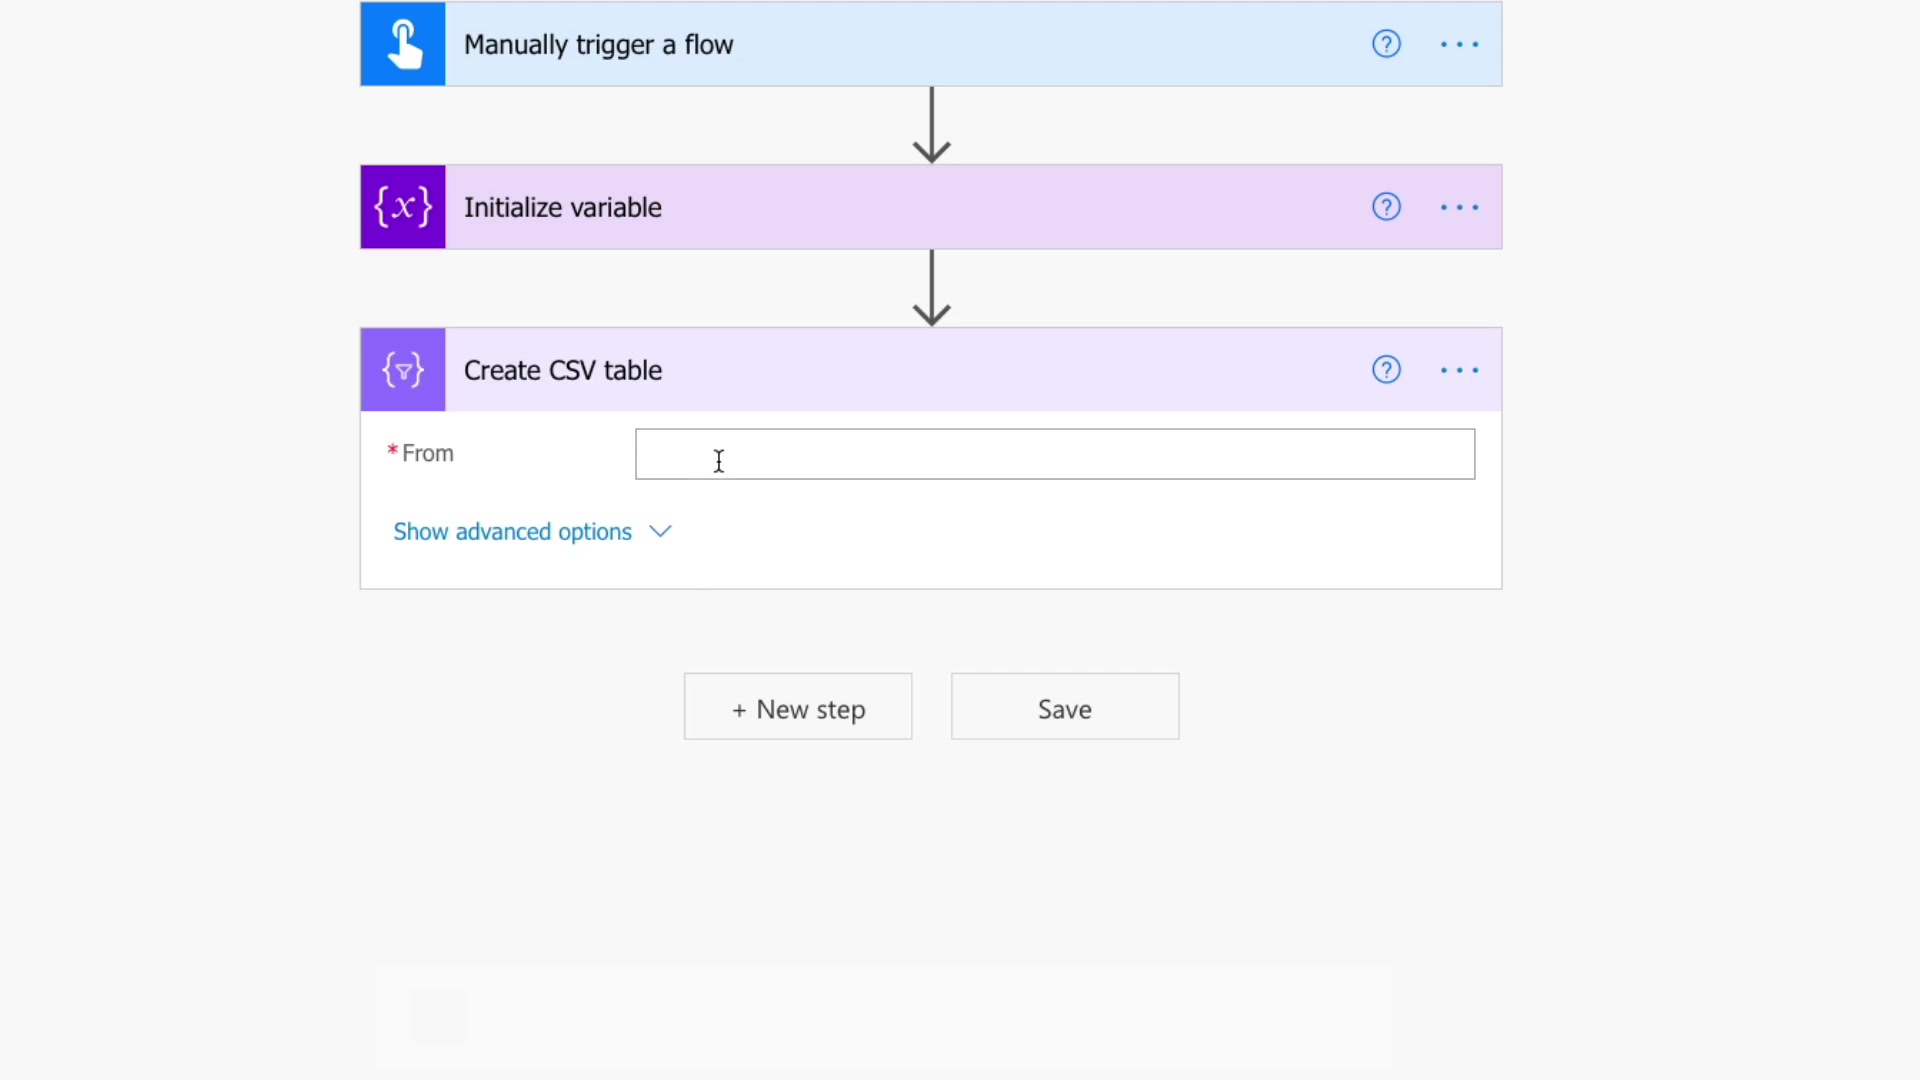 Manually trigger a flow
{x} Initialize variable
Create CSV table
* From
Show advanced options
+ New step
Save